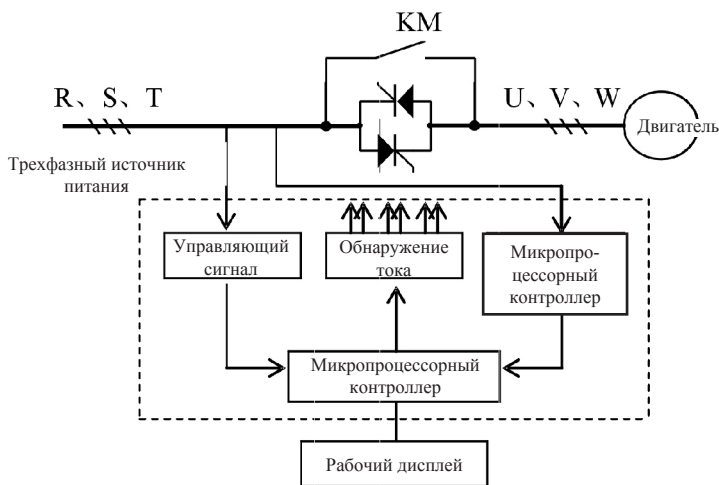 KM
R、S、T
U、V、W
Двигатель
Трехфазный источник
питания
Управляющий
сигнал
Обнаружение
тока
Микропро-
цессорный
контроллер
Микропроцессорный
контроллер
Рабочий дисплей